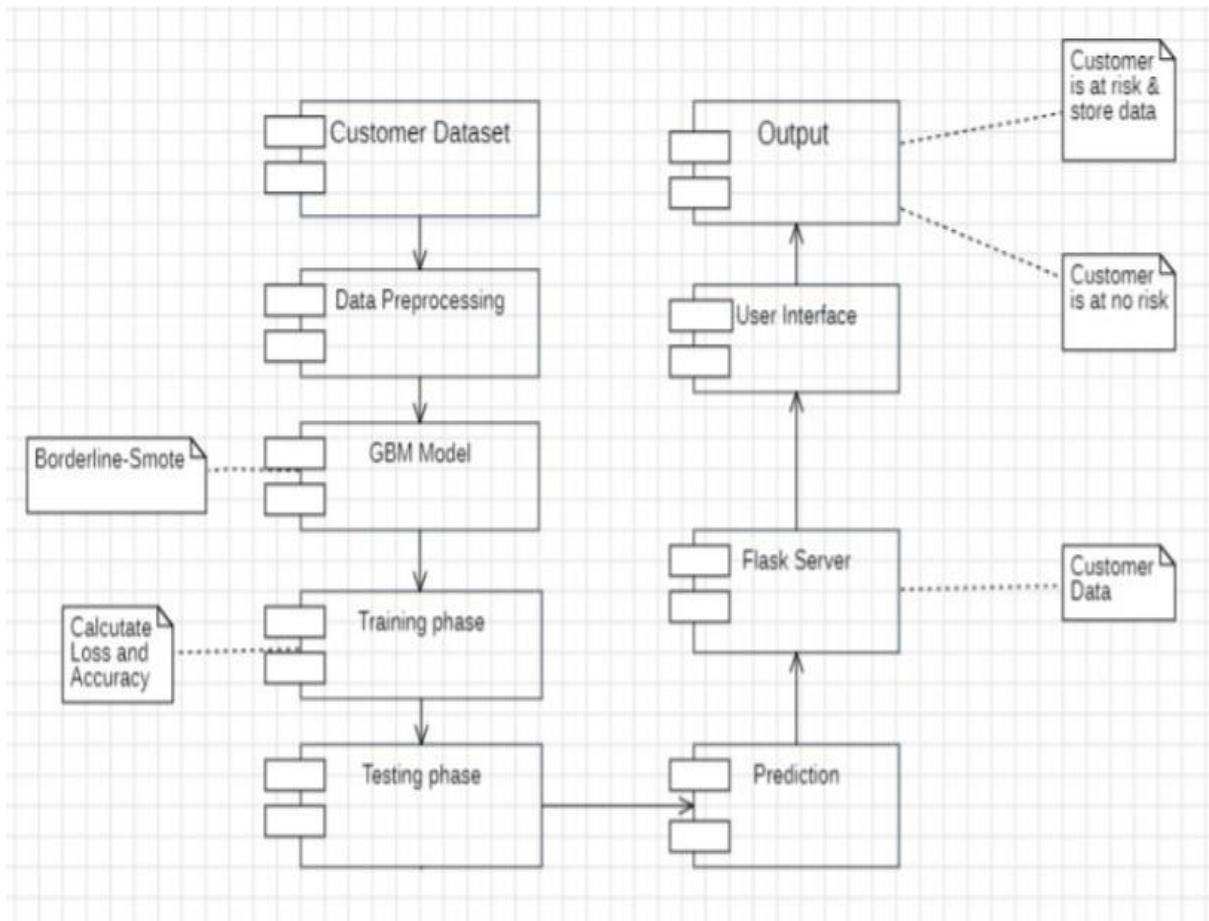 Customer Dataset
Data Preprocessing
GBM Model
Borderline-Smote
Training phase
Calcutate
Loss and
Accuracy
Testing phase
Prediction
Flask Server
Customer
Data
User Interface
Output
Customer
is at risk &
store data
Customer
is at no risk